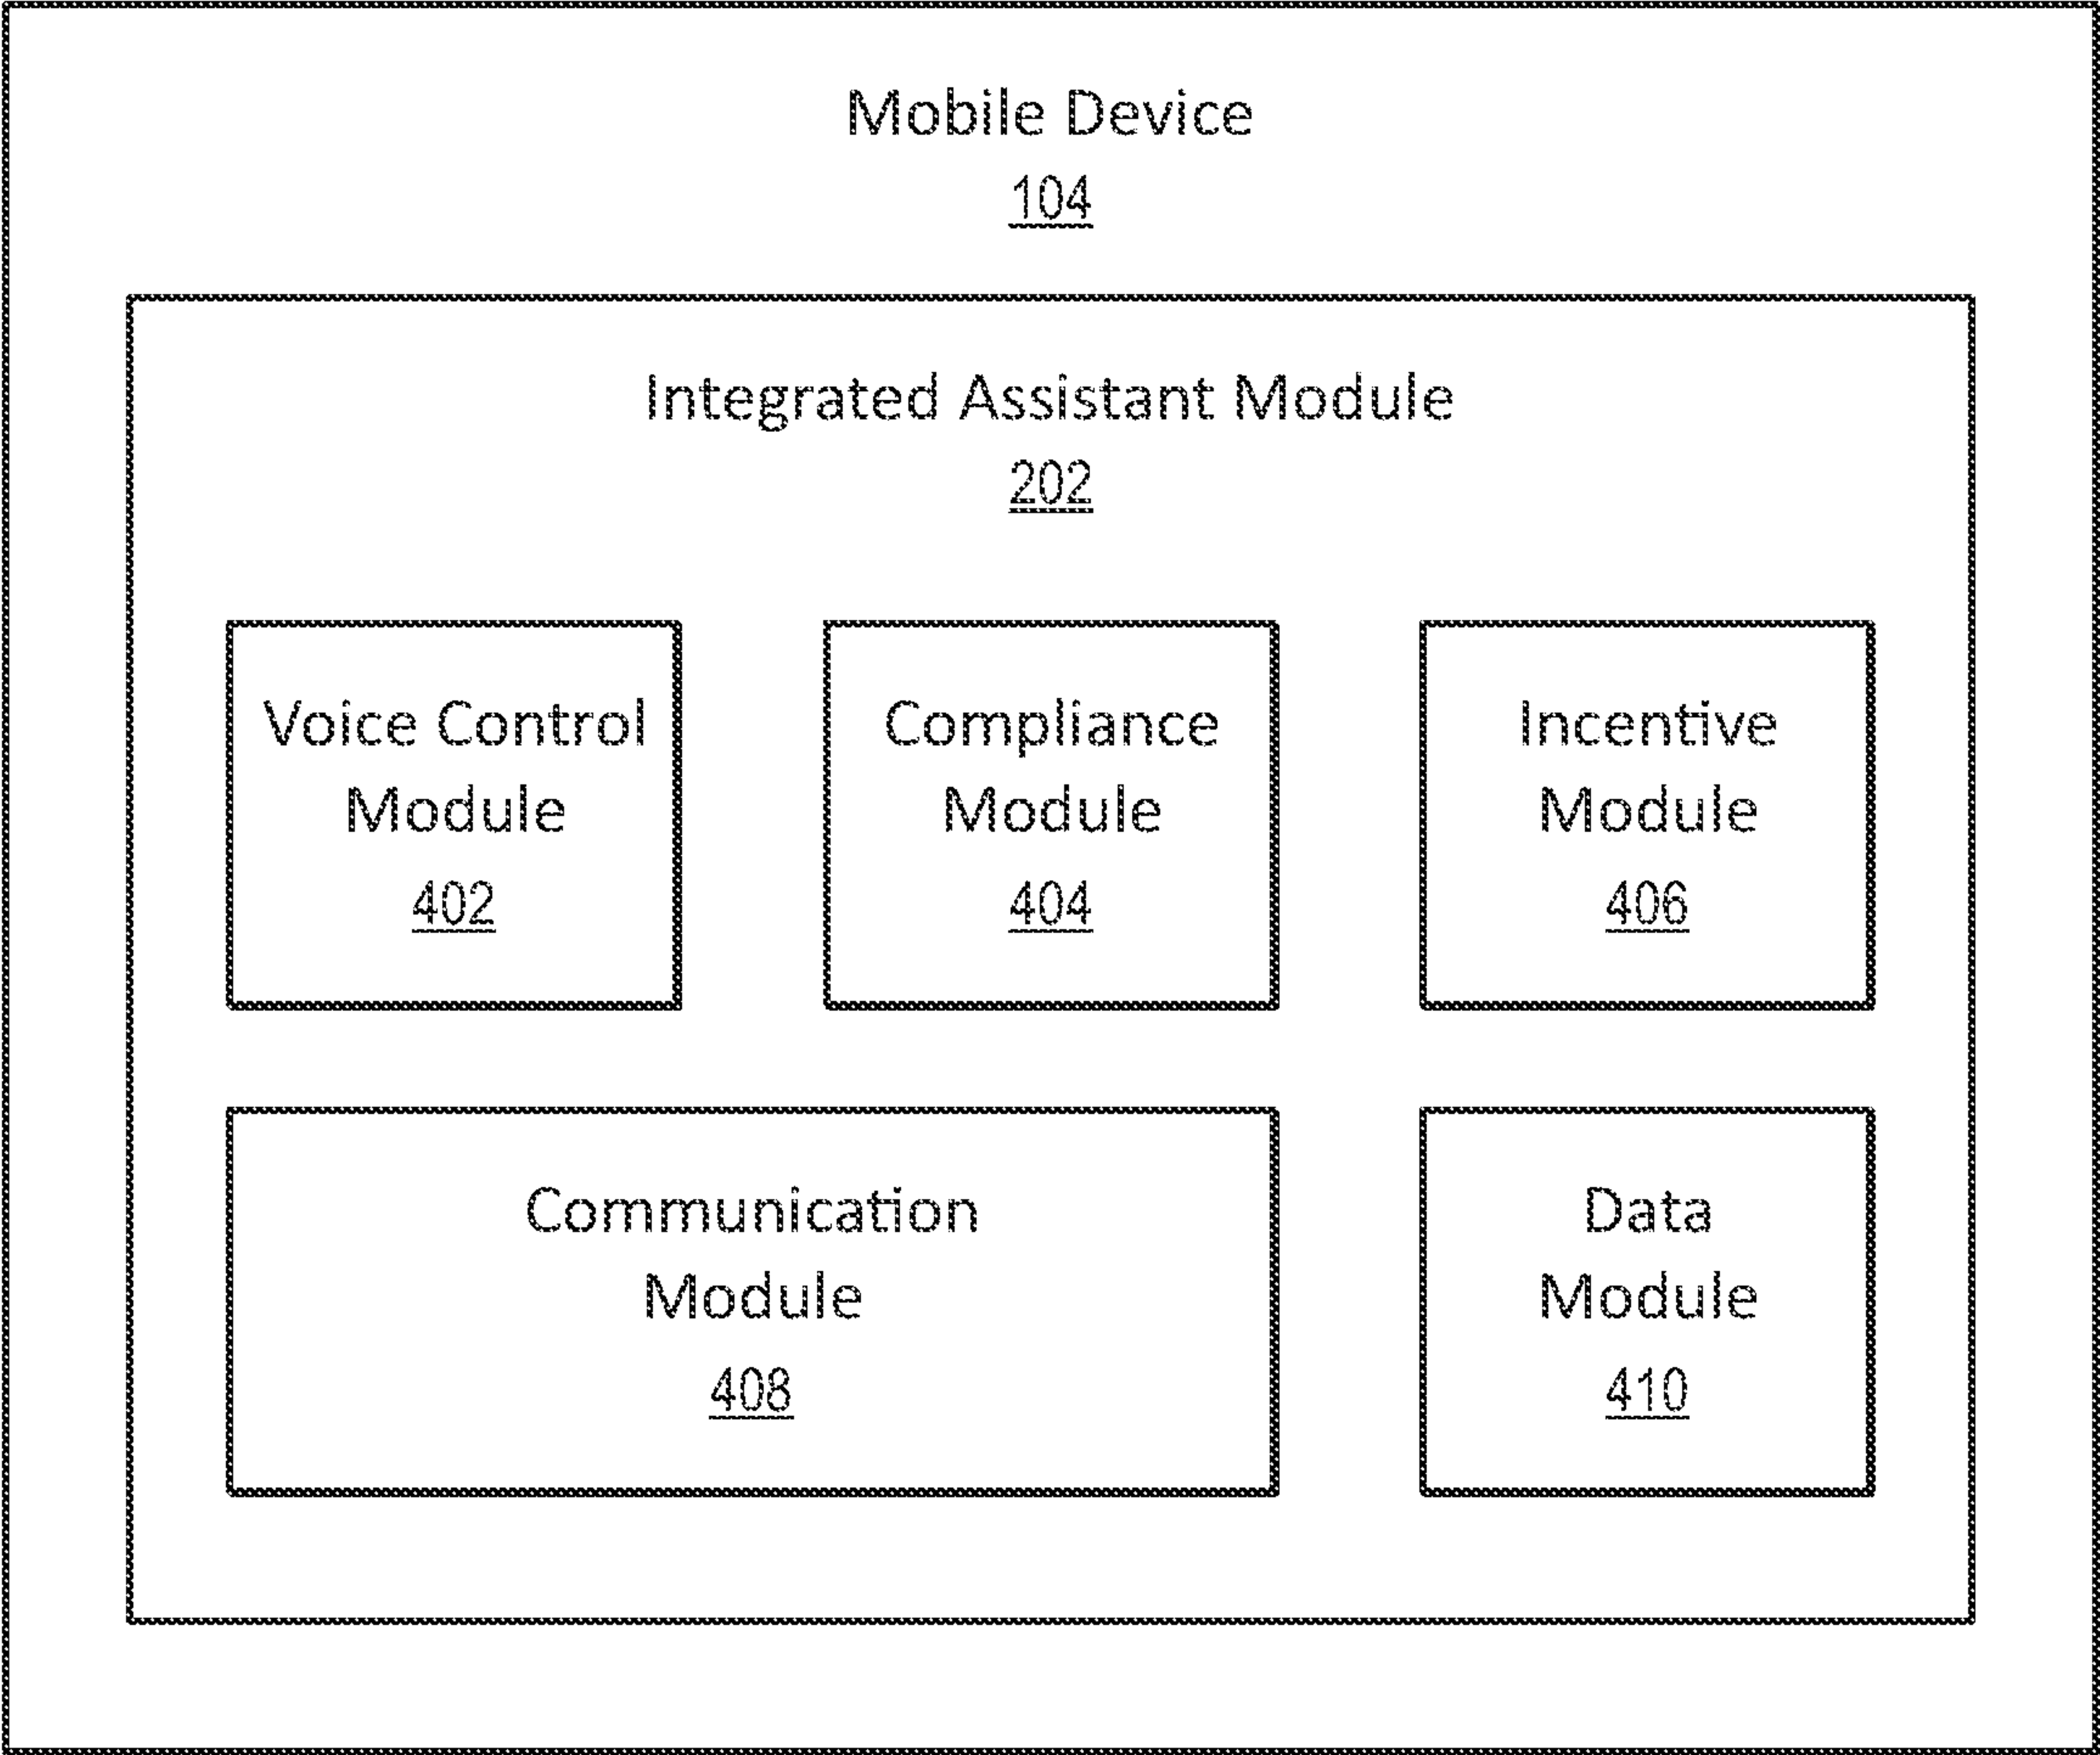 Mobile Device
104
Integrated Assistant Module
202
Voice Control
Module
402
Compliance
Module
404
Incentive
Module
406
Communication
Module
408
Data
Module
410